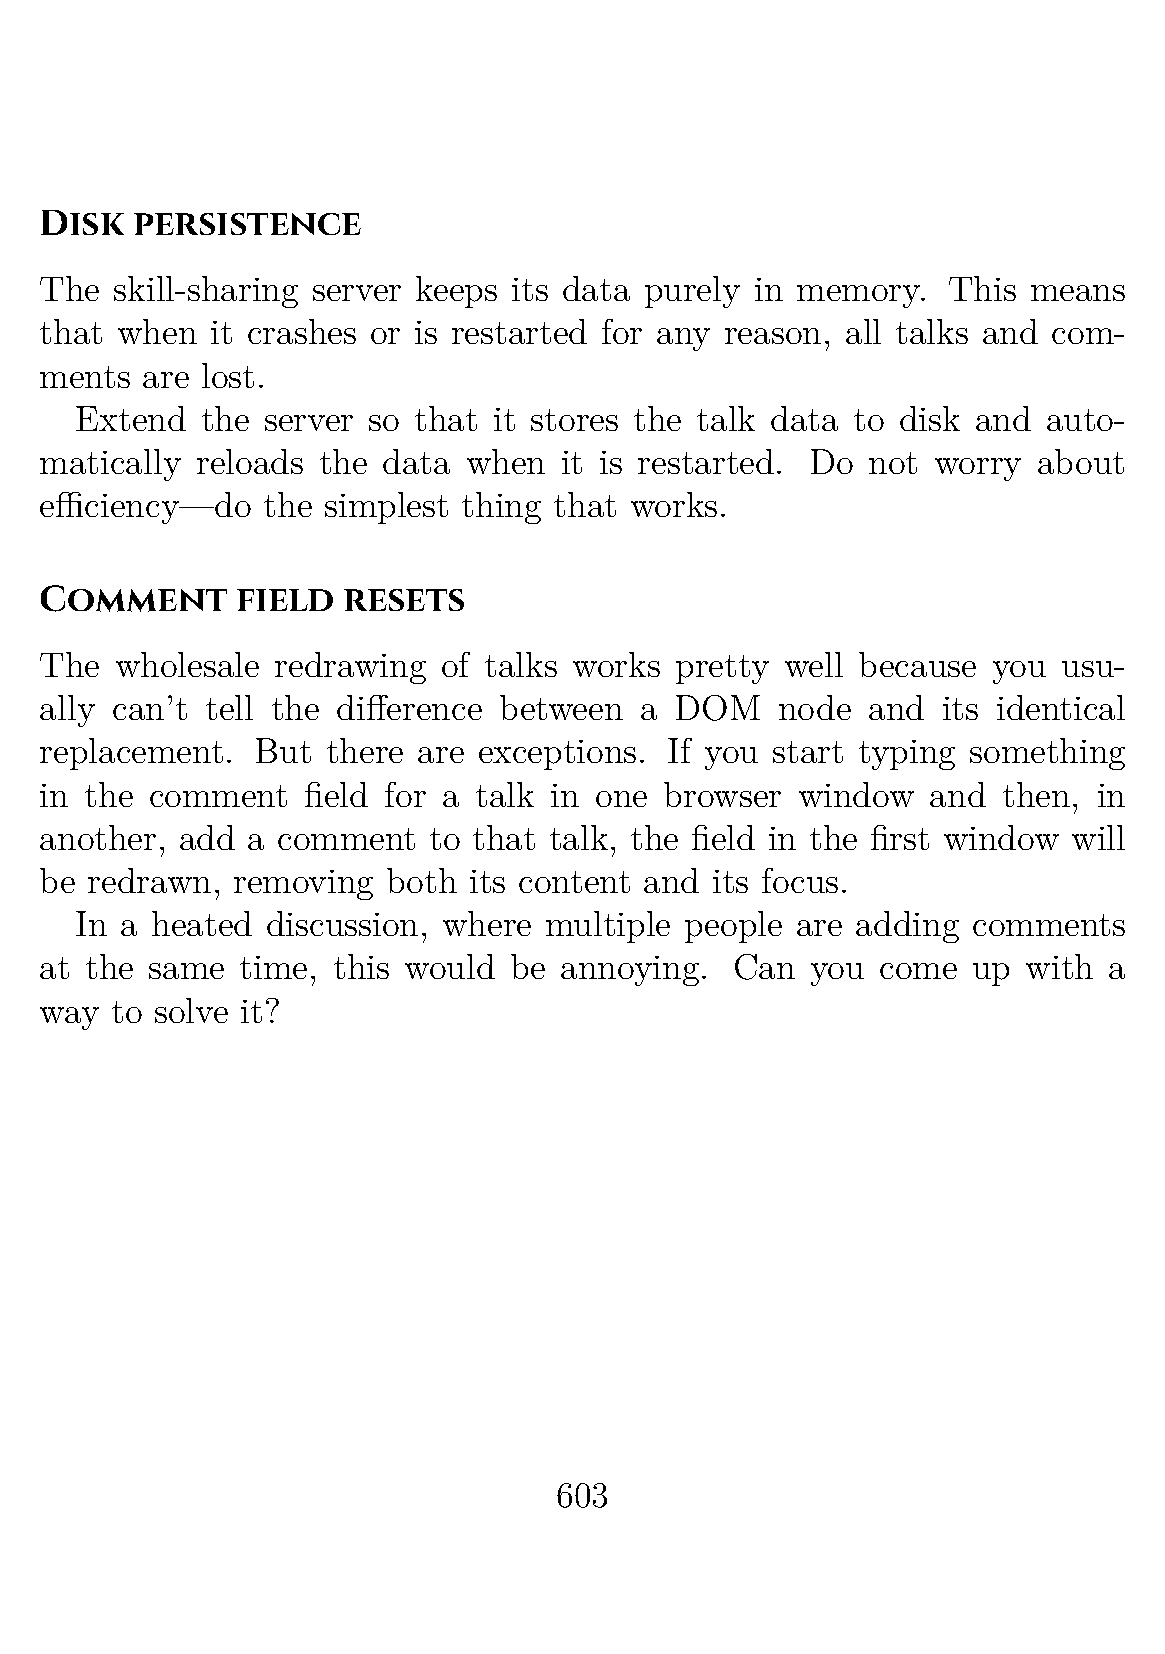 Disk persistence
The skill-sharing server keeps its data purely in memory. This means
that when it crashes or is restarted for any reason, all talks and com-
ments are lost.
Extend the server so that it stores the talk data to disk and auto-
matically reloads the data when it is restarted. Do not worry about
efficiency—do the simplest thing that works.
Comment field resets
The wholesale redrawing of talks works pretty well because you usu-
ally can't tell the difference between a DOM node and its identical
replacement. But there are exceptions. If you start typing something
in the comment field for a talk in one browser window and then, in
another, add a comment to that talk, the field in the first window will
be redrawn, removing both its content and its focus.
In a heated discussion, where multiple people are adding comments
at the same time, this would be annoying. Can you come up with a
way to solve it?
603